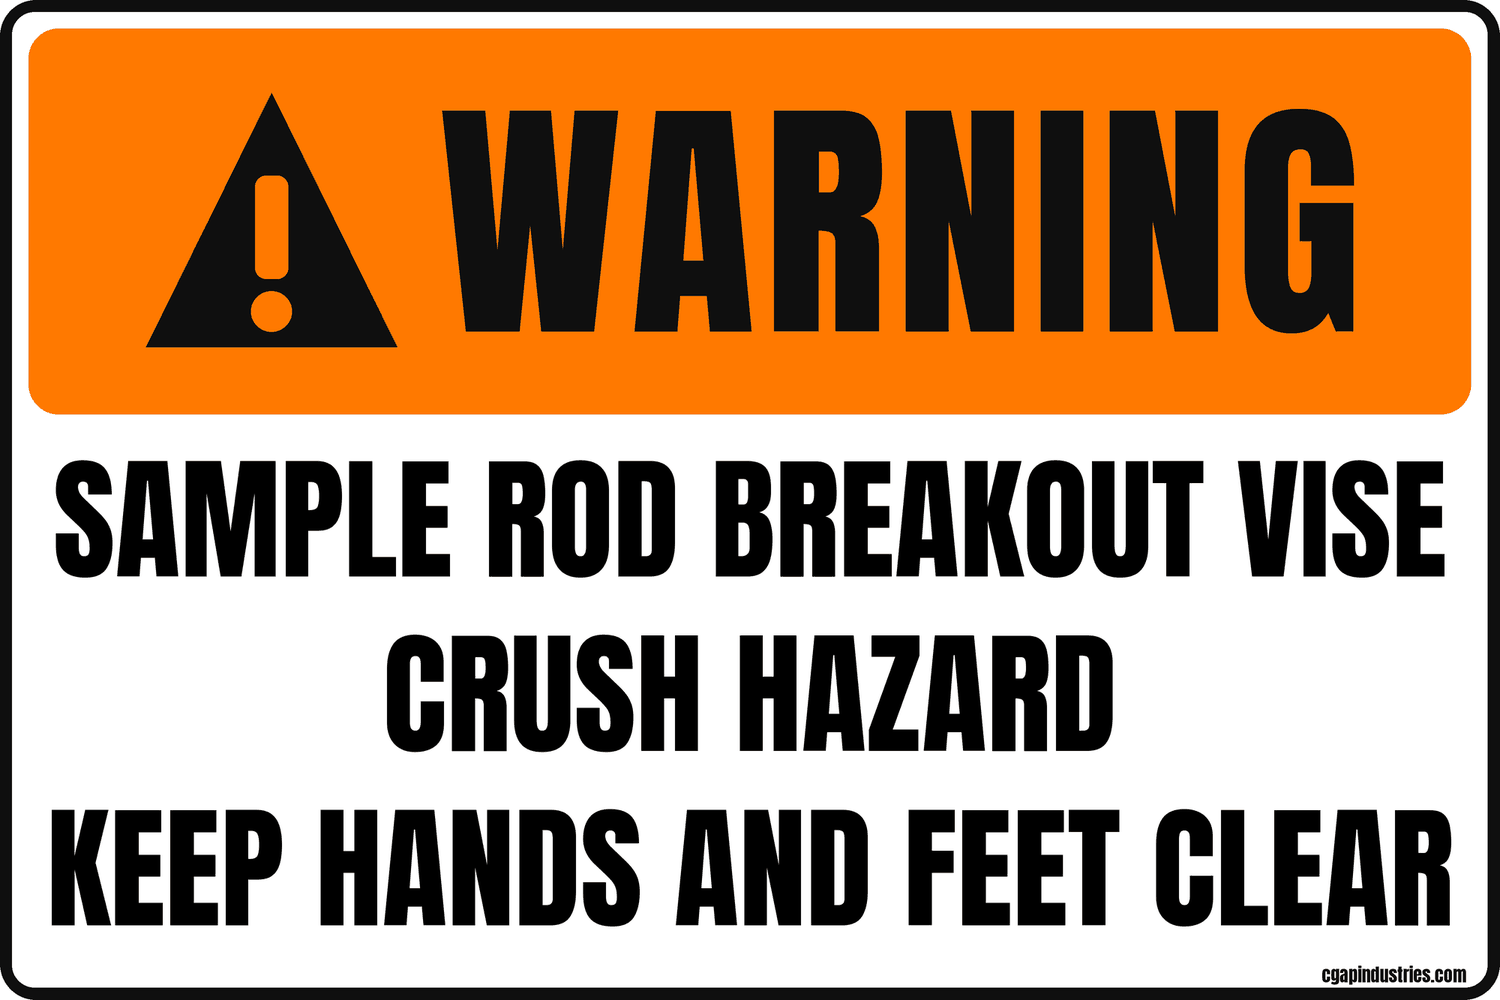 WARNING
SAMPLE ROD BREAKOUT VISE
CRUSH HAZARD
KEEP HANDS AND FEET CLEAR
cgapindustries.com